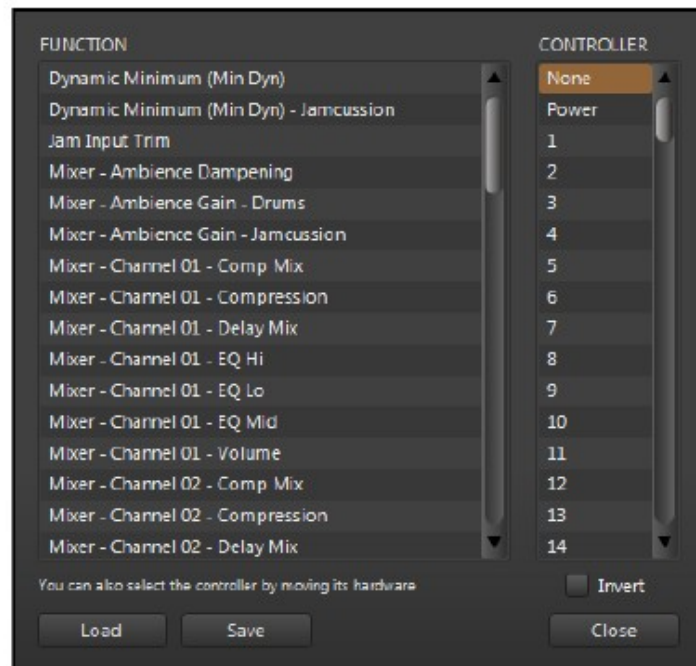 FUNCTION
Dynamic Minimum (Min Dyn)
Dynamic Minimum (Min Dyn) - Jamcussion
Jam Input Trim
Mixer - Ambience Dampening
Mixer - Ambience Gain - Drums
Mixer - Ambience Gain - Jamcussion
Mixer - Channel 01 - Comp Mix
Mixer - Channel 01 - Compression
Mixer - Channel 01 - Delay Mix
Mixer - Channel 01 - EQ Hi
Mixer - Channel 01 - EQ Lo
Mixer - Channel 01 - EQ Mid
Mixer - Channel 01 - Volume
Mixer - Channel 02 - Comp Mix
Mixer - Channel 02 - Compression
Mixer - Channel 02 - Delay Mix
CONTROLLER
None
Power
1
2
3
4
5
6
7
8
9
10
11
12
13
14
You can also select the controller by moving its hardware
Invert
Load
Save
Close